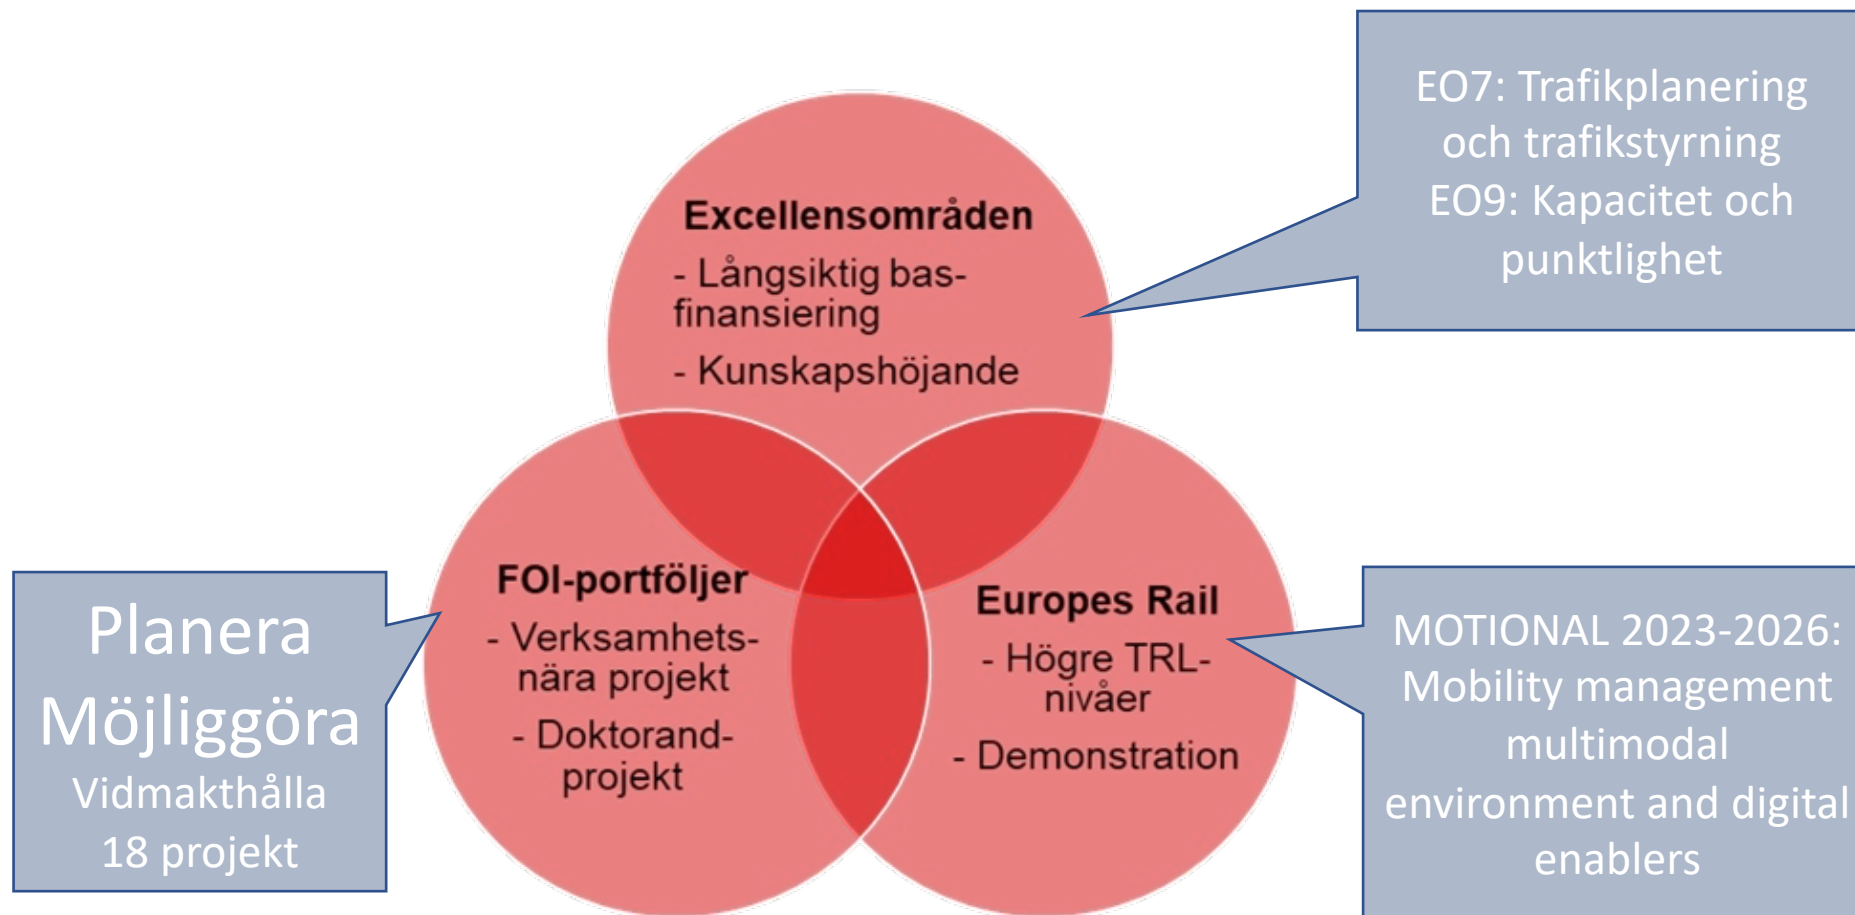 EO7: Trafikplanering
och trafikstyrning
EO9: Kapacitet och
punktlighet
Excellensområden
- Långsiktig bas-
finansiering
- Kunskapshöjande
FOI-portföljer
- Verksamhets-
nära projekt
- Doktorand-
projekt
Europes Rail
- Högre TRL-
nivåer
- Demonstration
Planera
Möjliggöra
Vidmakthålla
18 projekt
MOTIONAL 2023-2026:
Mobility management
multimodal
environment and digital
enablers